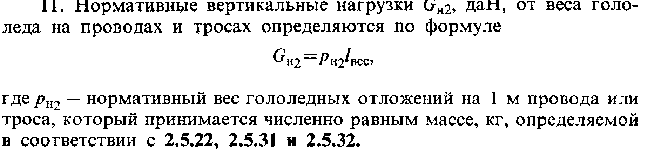 11. Нормативные вертикальные нагрузки Gн2, даН, от веса голо-
леда на проводах и тросах определяются по формуле
Gн2=pн2lвес,
где pн2 — нормативный вес гололедных отложений на 1 м провода или
троса, который принимается численно равным массе, кг, определяемой
в соответствии с 2.5.22, 2.5.31 и 2.5.32.